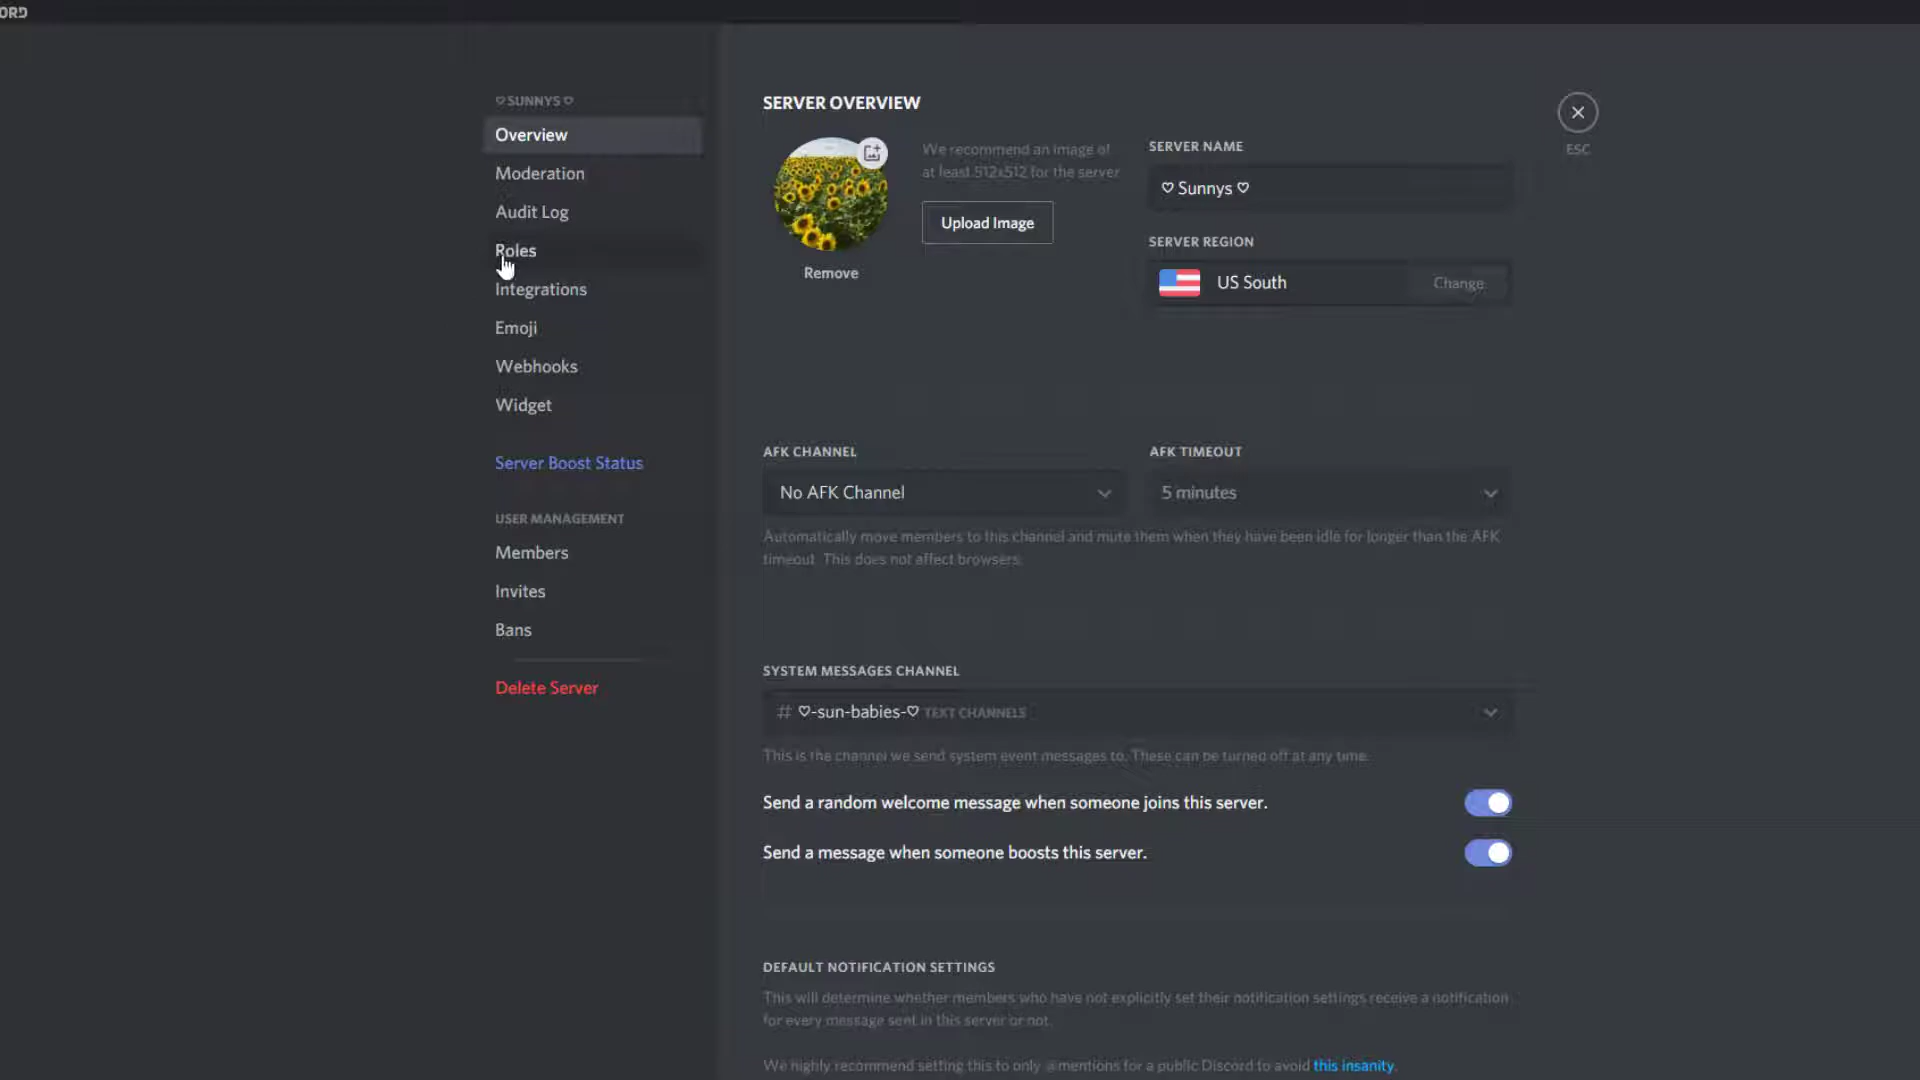 ORD
♡ SUNNYS ♡
Overview
Moderation
Audit Log
Roles
Integrations
Emoji
Webhooks
Widget
Server Boost Status
USER MANAGEMENT
Members
Invites
Bans
Delete Server
SERVER OVERVIEW
We recommend an image of
at least 512x512 for the server.
Upload Image
Remove
SERVER NAME
♡ Sunnys ♡
SERVER REGION
US South
Change
ESC
AFK CHANNEL
No AFK Channel
AFK TIMEOUT
5 minutes
Automatically move members to this channel and mute them when they have been idle for longer than the AFK
timeout. This does not affect browsers.
SYSTEM MESSAGES CHANNEL
# ♡-sun-babies-♡ TEXT CHANNELS
This is the channel we send system event messages to. These can be turned off at any time.
Send a random welcome message when someone joins this server.
Send a message when someone boosts this server.
DEFAULT NOTIFICATION SETTINGS
This will determine whether members who have not explicitly set their notification settings receive a notification
for every message sent in this server or not.
We highly recommend setting this to only @mentions for a public Discord to avoid this insanity.